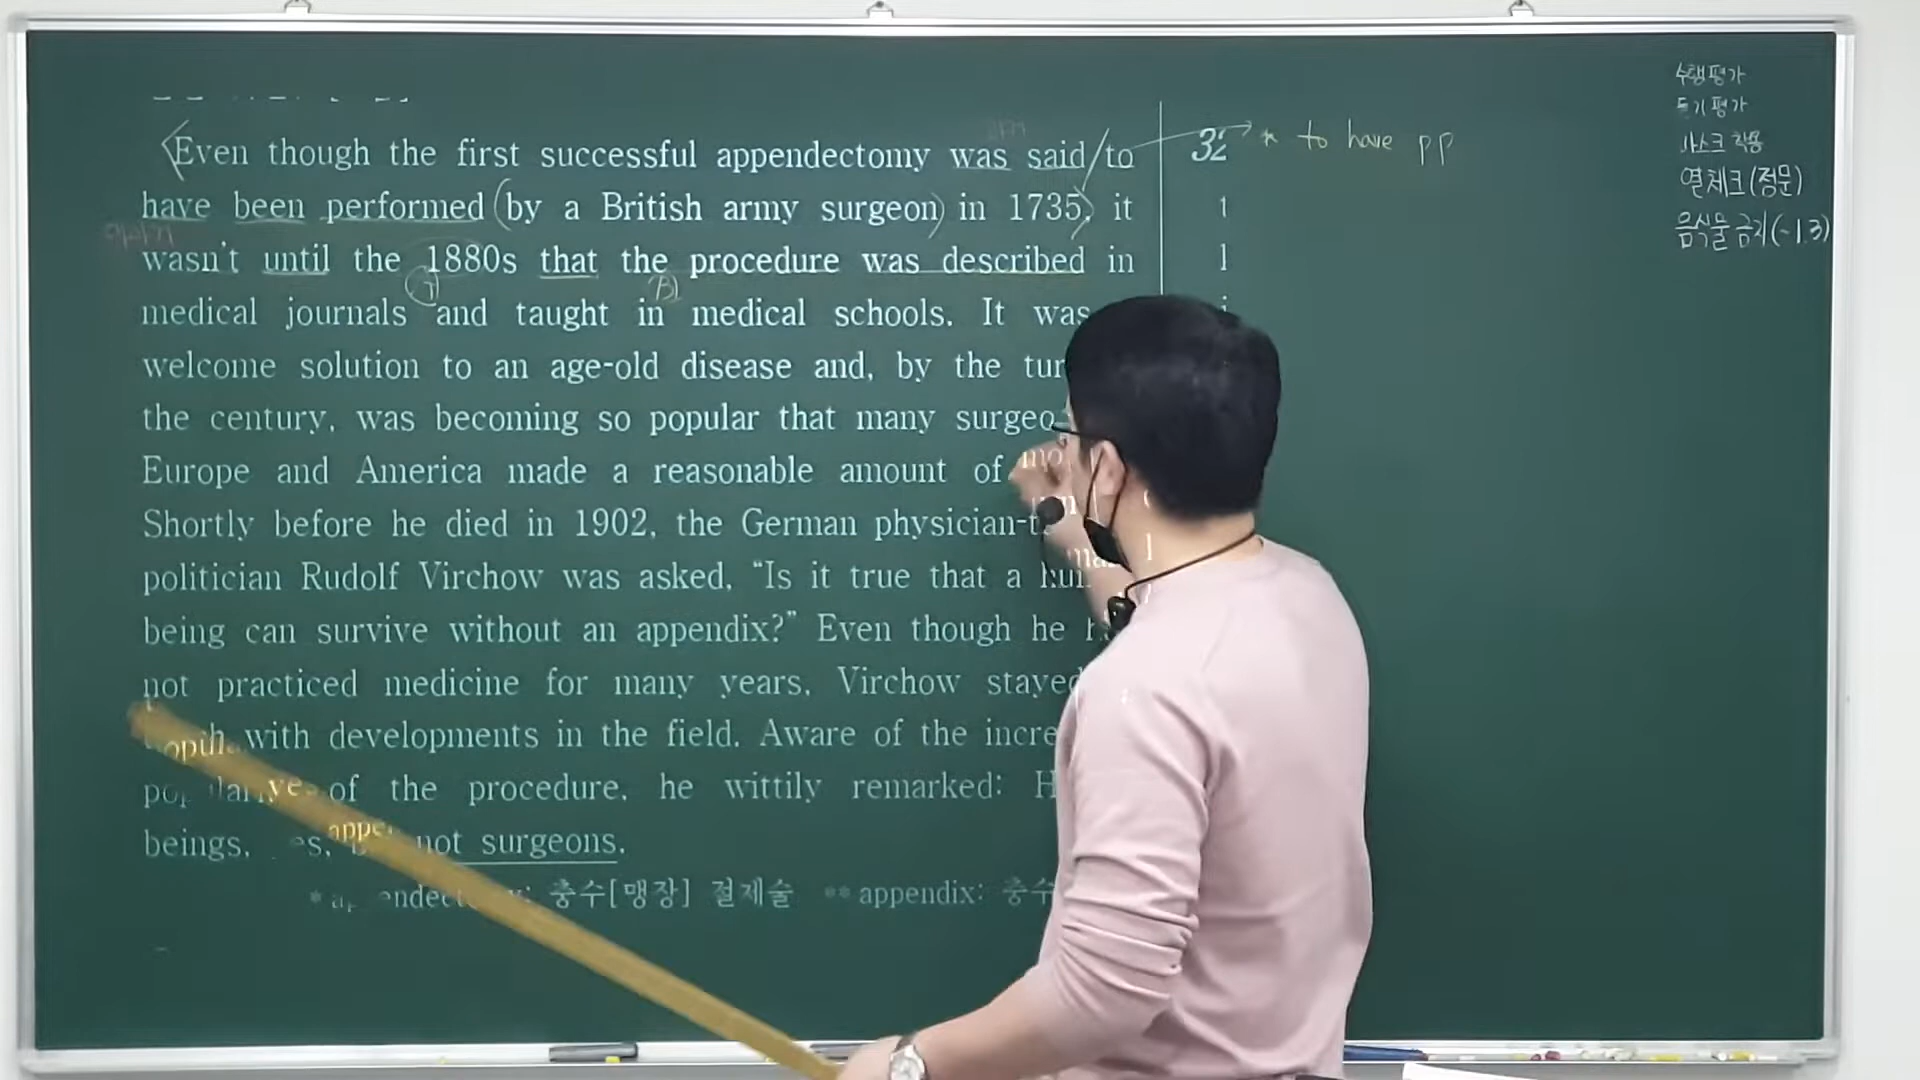 Even though the first successful appendectomy was said to
have been performed by a British army surgeon in 1735, it
wasn't until the 1880s that the procedure was described in
medical journals and taught in medical schools. It was
welcome solution to an age-old disease and, by the
the century, was becoming so popular that many
Europe and America made a reasonable amount of
Shortly before he died in 1902, the German
politician Rudolf Virchow was asked, "Is it true that a
being can survive without an appendix?" Even though he
not practiced medicine for many years, Virchow stayed
with developments in the field. Aware of the
of the procedure, he wittily remarked:
beings, not surgeons.
충수[맹장] 절제술 ** appendix: 충수
32
* to have pp
수행평가
듣기평가
마스크 착용
열체크(정문)
음식물 금지(~1.3)